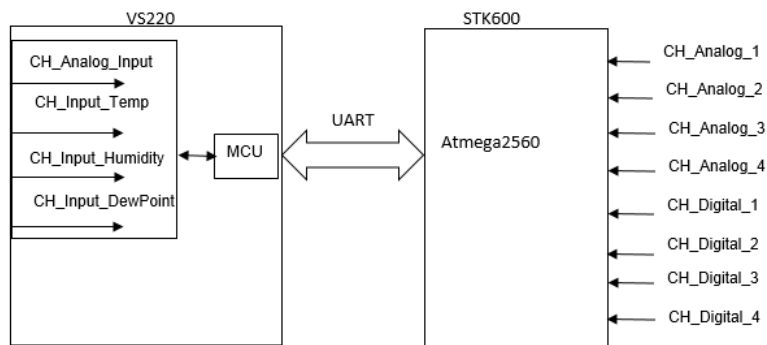 VS220
STK600
CH_Analog_Input
CH_Input_Temp
CH_Input_Humidity
CH_Input_DewPoint
MCU
UART
Atmega2560
CH_Analog_1
CH_Analog_2
CH_Analog_3
CH_Analog_4
CH_Digital_1
CH_Digital_2
CH_Digital_3
CH_Digital_4